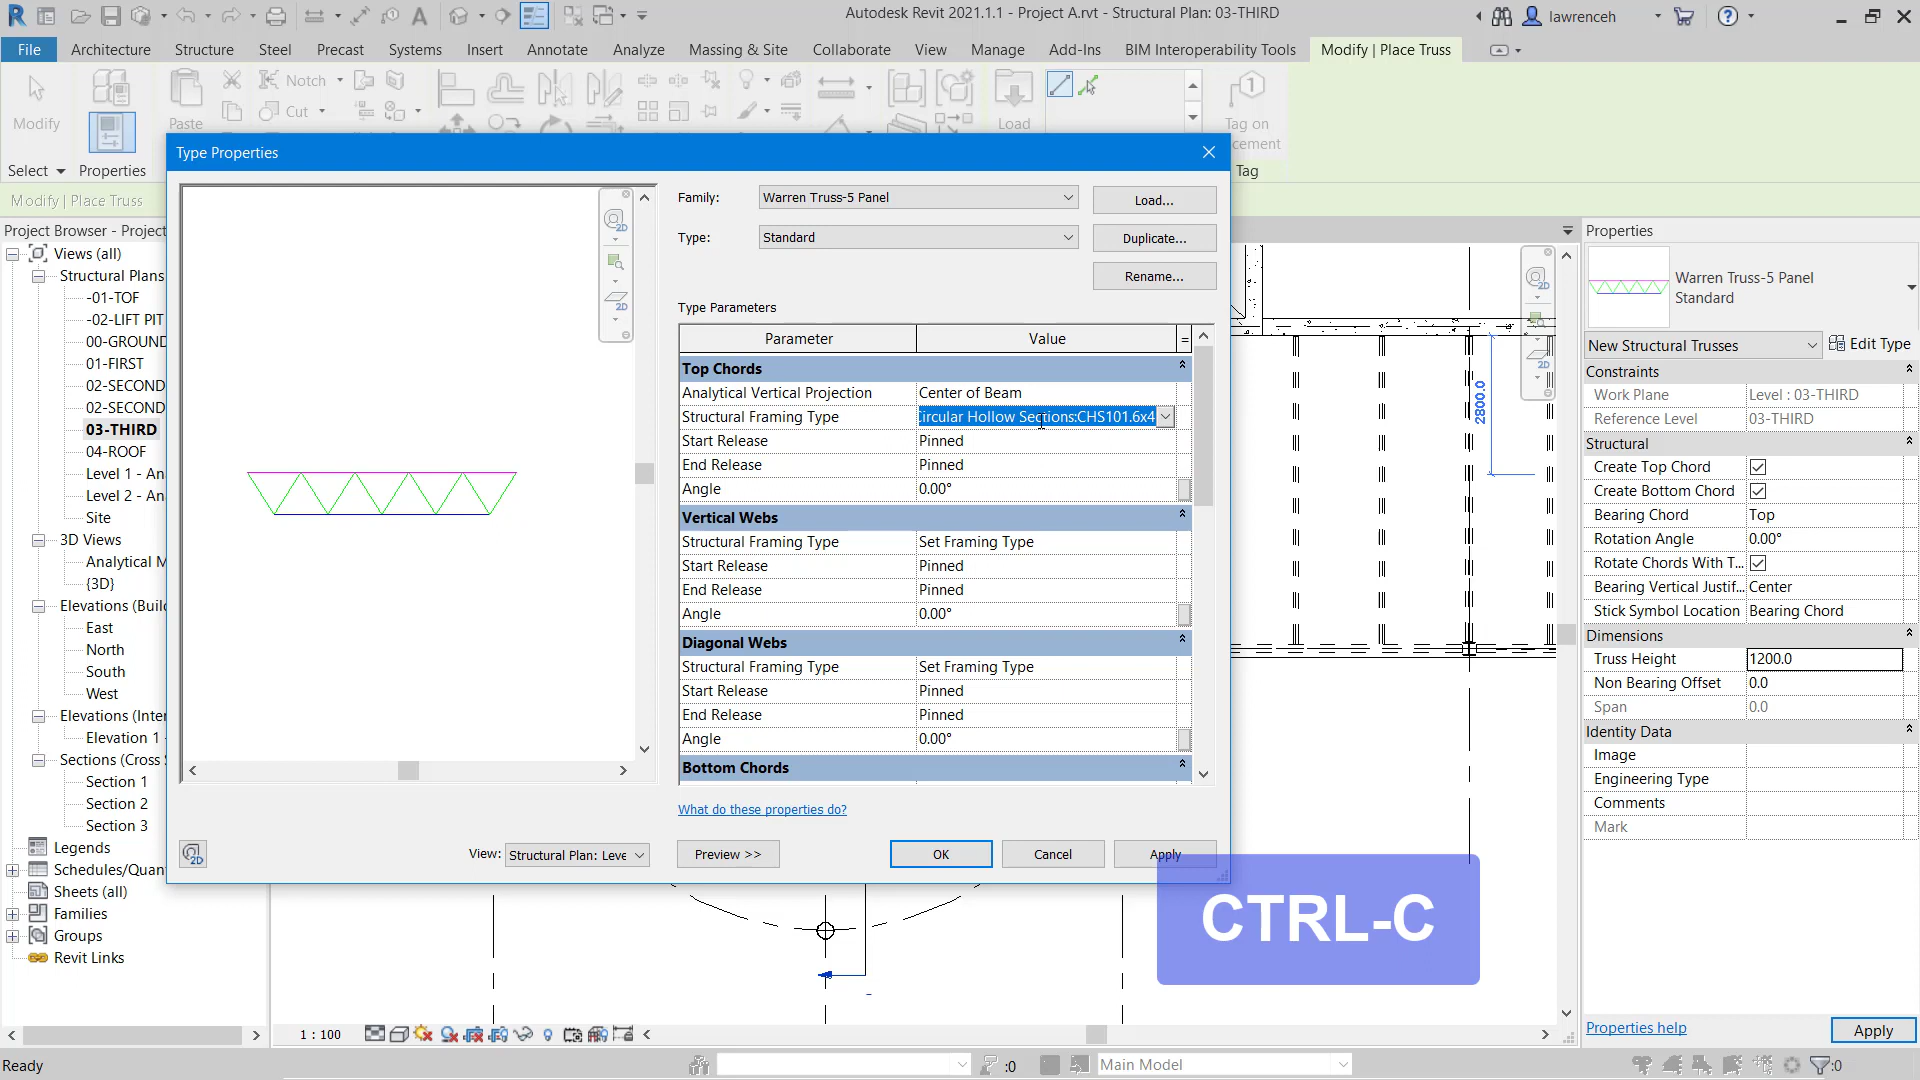 Autodesk Revit 2021.1.1 - Project A.rvt - Structural Plan: 03-THIRD
lawrenceh
File Architecture Structure Steel Precast Systems Insert Annotate Analyze Massing & Site Collaborate View Manage Add-Ins BIM Interoperability Tools Modify | Place Truss
Notch
Cut
Modify
Paste
Load
Tag on
cement
Select
Properties
Tag
Modify | Place Truss
Type Properties
Family:
Warren Truss-5 Panel
Load...
Type:
Standard
Duplicate...
Rename...
Type Parameters
Parameter Value =
Top Chords
Analytical Vertical Projection Center of Beam
Structural Framing Type Circular Hollow Sections:CHS101.6x4
Start Release Pinned
End Release Pinned
Angle 0.00°
Vertical Webs
Structural Framing Type Set Framing Type
Start Release Pinned
End Release Pinned
Angle 0.00°
Diagonal Webs
Structural Framing Type Set Framing Type
Start Release Pinned
End Release Pinned
Angle 0.00°
Bottom Chords
What do these properties do?
View:
Structural Plan: Leve
Preview >>
OK
Cancel
Apply
2D
2D
2D
CTRL-C
Project Browser - Project
Views (all)
Structural Plans
-01-TOF
-02-LIFT PIT
00-GROUND
01-FIRST
02-SECOND
02-SECOND
03-THIRD
04-ROOF
Level 1 - An
Level 2 - An
Site
3D Views
Analytical M
{3D}
Elevations (Buil
East
North
South
West
Elevations (Inter
Elevation 1 -
Sections (Cross S
Section 1
Section 2
Section 3
Legends
Schedules/Quan
Sheets (all)
Families
Groups
Revit Links
2800.0
2D
2D
Properties
Warren Truss-5 Panel
Standard
New Structural Trusses
Edit Type
Constraints
Work Plane Level : 03-THIRD
Reference Level 03-THIRD
Structural
Create Top Chord
Create Bottom Chord
Bearing Chord Top
Rotation Angle 0.00°
Rotate Chords With T...
Bearing Vertical Justif... Center
Stick Symbol Location Bearing Chord
Dimensions
Truss Height 1200.0
Non Bearing Offset 0.0
Span 0.0
Identity Data
Image
Engineering Type
Comments
Mark
Properties help
Apply
1 : 100
Ready
:0
Main Model
:0